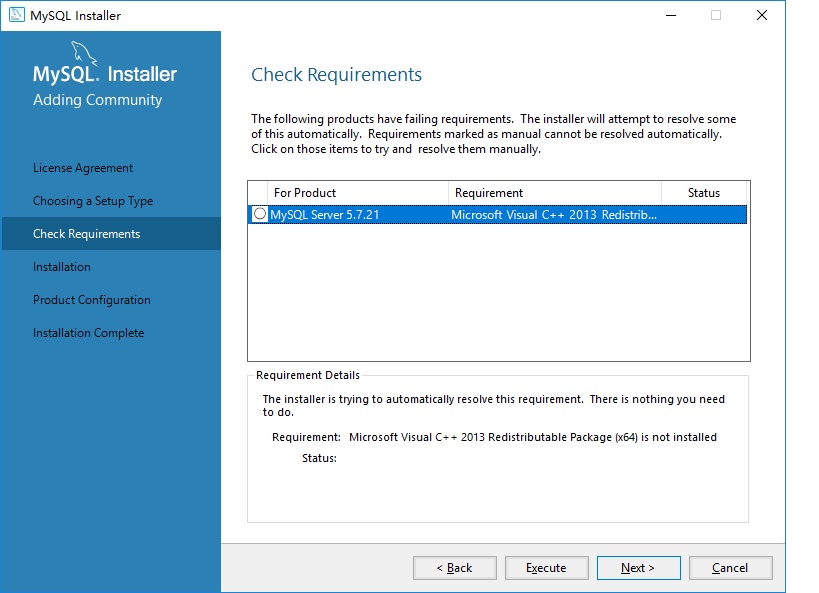 MySQL Installer
MySQL. Installer
Adding Community
License Agreement
Choosing a Setup Type
Check Requirements
Installation
Product Configuration
Installation Complete
Check Requirements
The following products have failing requirements. The installer will attempt to resolve some
of this automatically. Requirements marked as manual cannot be resolved automatically.
Click on those items to try and resolve them manually.
For Product Requirement Status
MySQL Server 5.7.21 Microsoft Visual C++ 2013 Redistrib...
Requirement Details
The installer is trying to automatically resolve this requirement. There is nothing you need
to do.
Requirement: Microsoft Visual C++ 2013 Redistributable Package (x64) is not installed
Status:
< Back Execute Next > Cancel